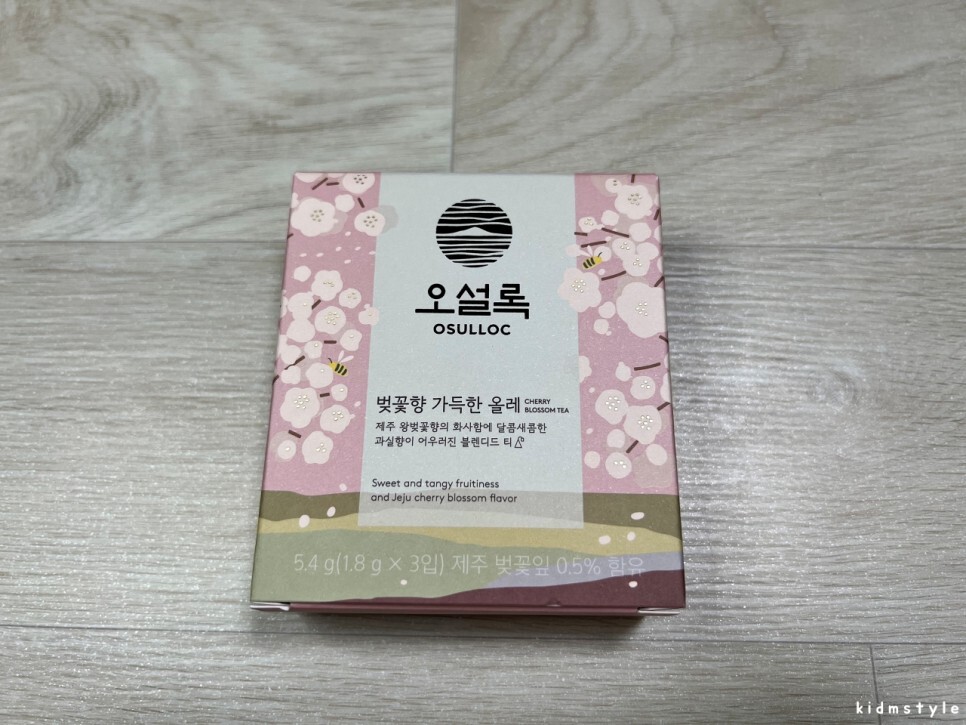 오설록
OSULLOC
벚꽃향 가득한 올레 CHERRY
BLOSSOM TEA
제주 왕벚꽃향의 화사함에 달콤새콤한
과실향이 어우러진 블렌디드 티
Sweet and tangy fruitiness
and Jeju cherry blossom flavor
5.4 g(1.8 g × 3입) 제주 벚꽃잎 0.5% 함유
kidmstyle